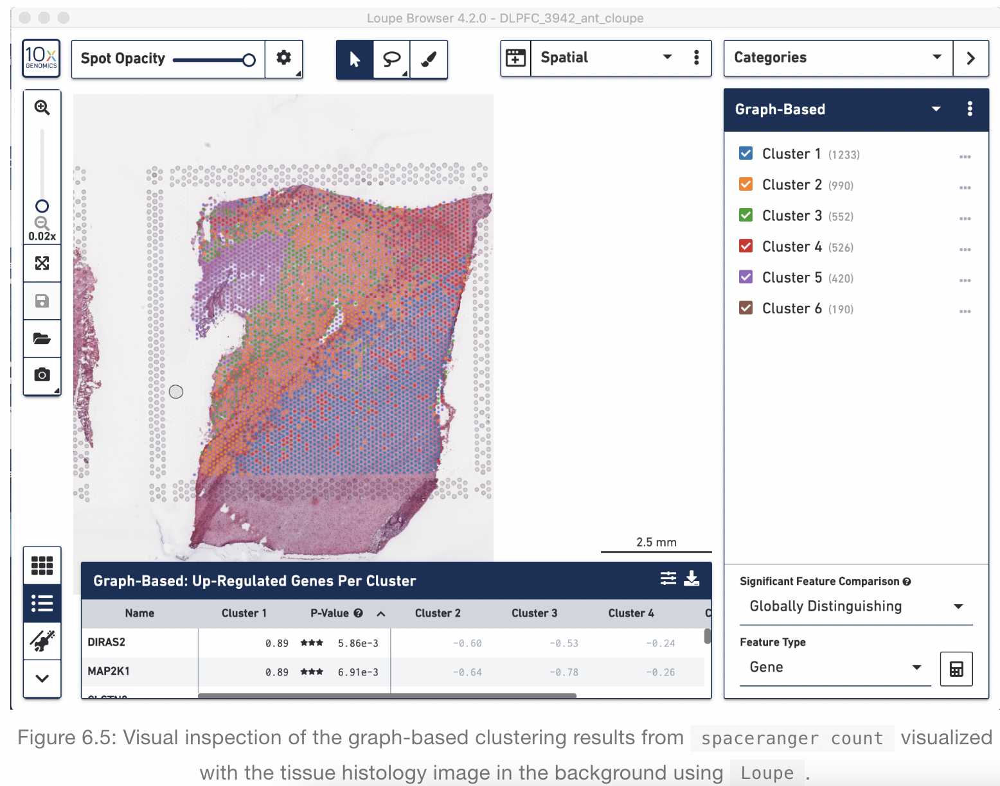 Loupe Browser 4.2.0 - DLPFC_3942_ant_cloupe
10x GENOMICS
Spot Opacity
Spatial
Categories
0.02x
Graph-Based
Cluster 1 (1233)
Cluster 2 (990)
Cluster 3 (552)
Cluster 4 (526)
Cluster 5 (420)
Cluster 6 (190)
2.5 mm
Graph-Based: Up-Regulated Genes Per Cluster
Name Cluster 1 P-Value Cluster 2 Cluster 3 Cluster 4 C
DIRAS2 0.89 ★★★ 5.86e-3 -0.60 -0.53 -0.24
MAP2K1 0.89 ★★★ 6.91e-3 -0.64 -0.78 -0.26
Significant Feature Comparison
Globally Distinguishing
Feature Type
Gene
Figure 6.5: Visual inspection of the graph-based clustering results from spaceranger count visualized
with the tissue histology image in the background using Loupe .